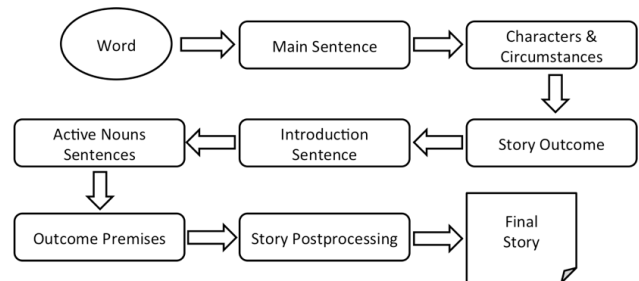 Word
Main Sentence
Characters &
Circumstances
Active Nouns
Sentences
Introduction
Sentence
Story Outcome
Outcome Premises
Story Postprocessing
Final
Story